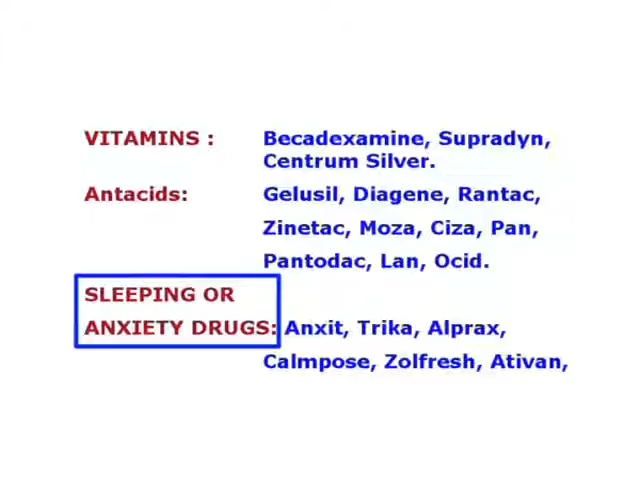 VITAMINS : Becadexamine, Supradyn,
Centrum Silver.
Antacids: Gelusil, Diagene, Rantac,
Zinetac, Moza, Ciza, Pan,
Pantodac, Lan, Ocid.
SLEEPING OR
ANXIETY DRUGS: Anxit, Trika, Alprax,
Calmpose, Zolfresh, Ativan,